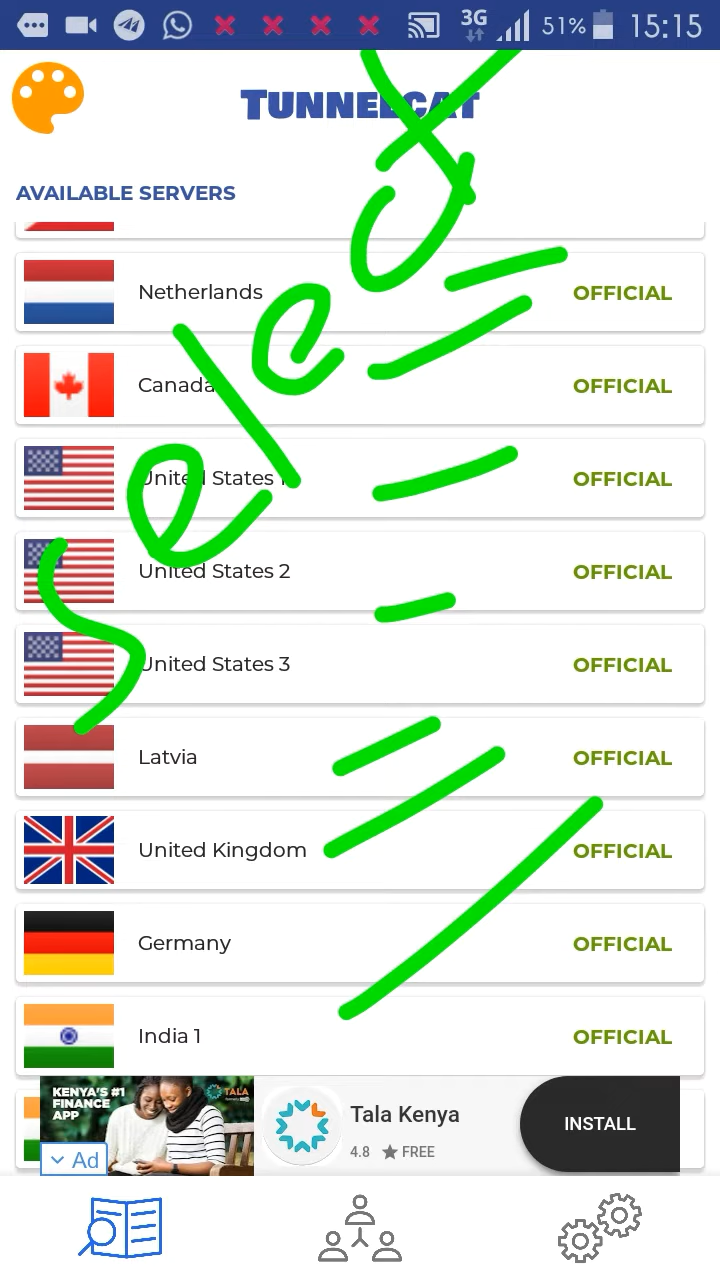 3G 51% 15:15
TUNNELCAT
AVAILABLE SERVERS
Netherlands OFFICIAL
Canada OFFICIAL
United States 1 OFFICIAL
United States 2 OFFICIAL
United States 3 OFFICIAL
Latvia OFFICIAL
United Kingdom OFFICIAL
Germany OFFICIAL
India 1 OFFICIAL
select
KENYA'S #1
FINANCE
APP
TALA
Ad
Tala Kenya
4.8 ★ FREE
INSTALL